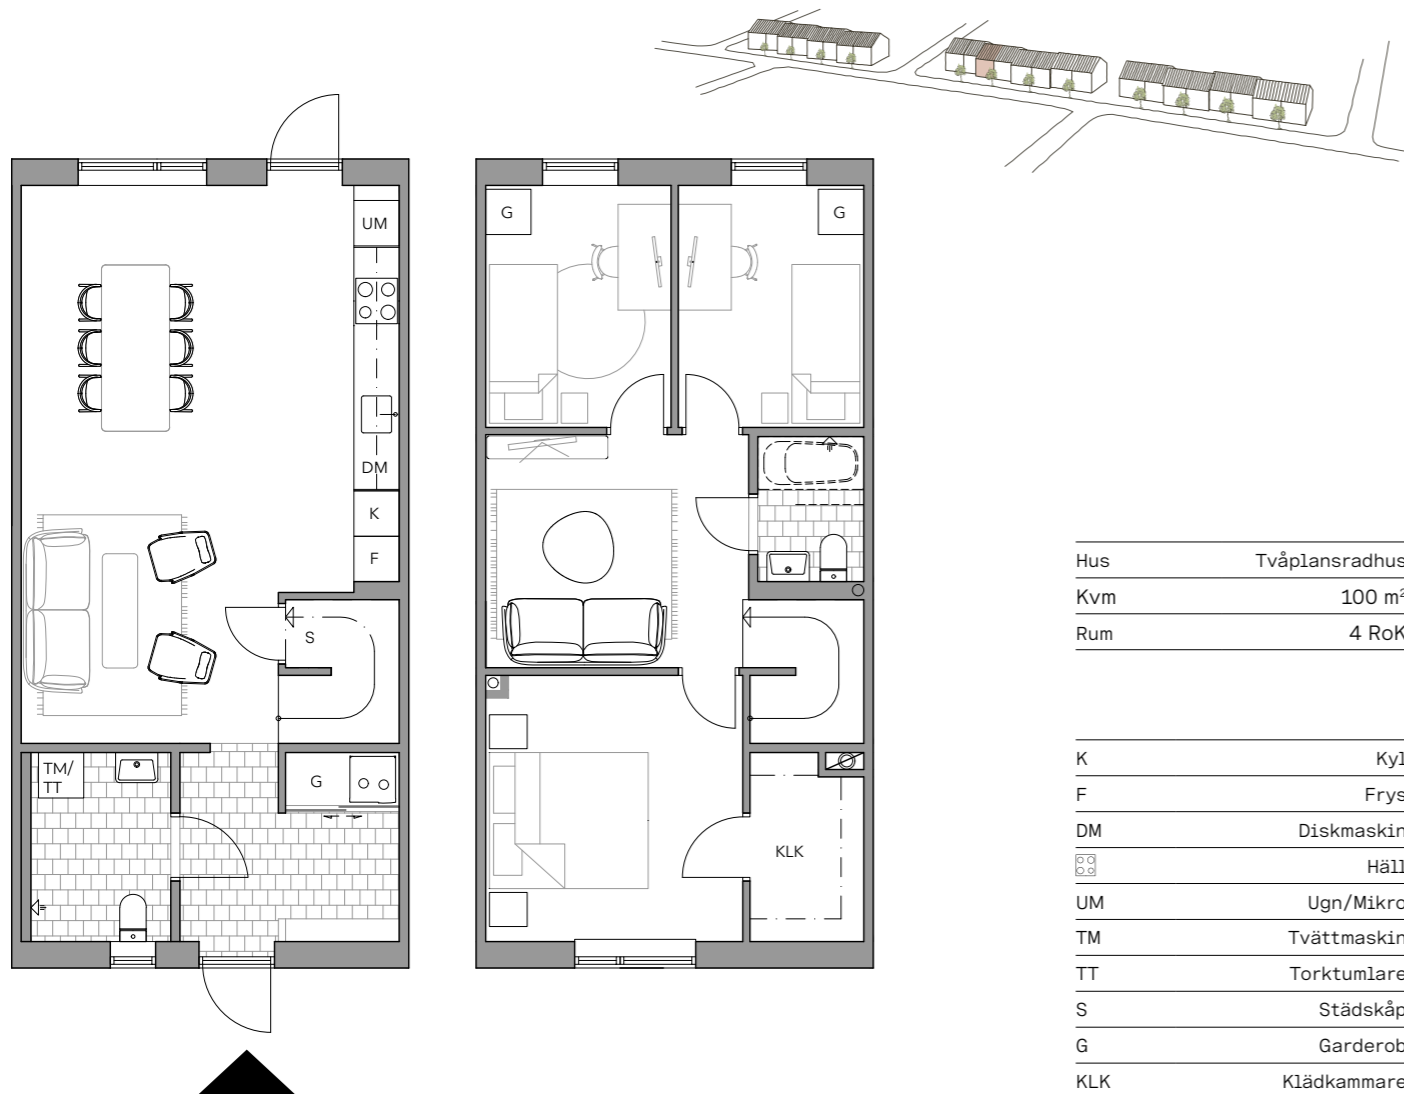 UM
DM
K
F
S
TM/
TT
G
G
G
KLK
Hus Tvåplansradhus
Kvm 100 m²
Rum 4 RoK
K Kyl
F Frys
DM Diskmaskin
Häll
UM Ugn/Mikro
TM Tvättmaskin
TT Torktumlare
S Städskåp
G Garderob
KLK Klädkammare